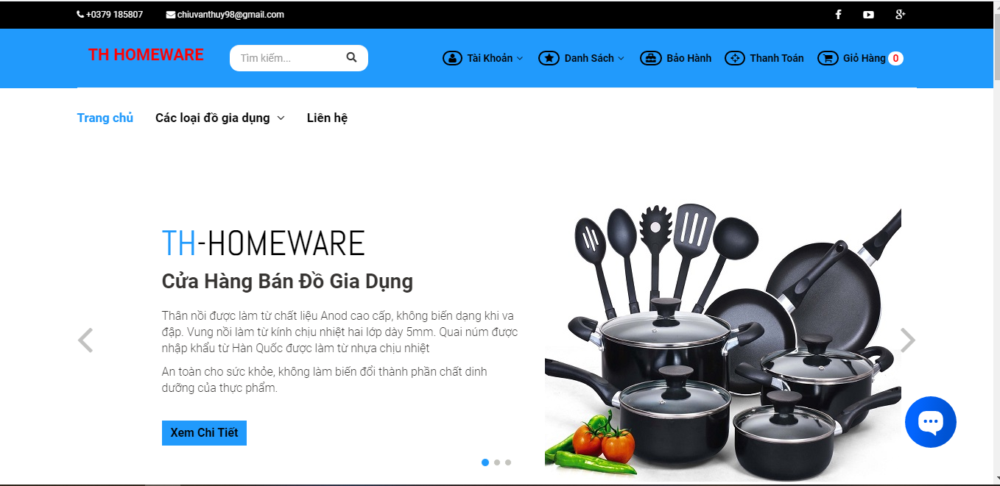 +0379 185807 chiuvanthuy98@gmail.com
TH HOMEWARE Tìm kiếm... Tài Khoản Danh Sách Bảo Hành Thanh Toán Giỏ Hàng 0
Trang chủ Các loại đồ gia dụng Liên hệ
TH-HOMEWARE
Cửa Hàng Bán Đồ Gia Dụng
Thân nồi được làm từ chất liệu Anod cao cấp, không biến dạng khi va
đập. Vung nồi làm từ kính chịu nhiệt hai lớp dày 5mm. Quai núm được
nhập khẩu từ Hàn Quốc được làm từ nhựa chịu nhiệt
An toàn cho sức khỏe, không làm biến đổi thành phần chất dinh
dưỡng của thực phẩm.
Xem Chi Tiết